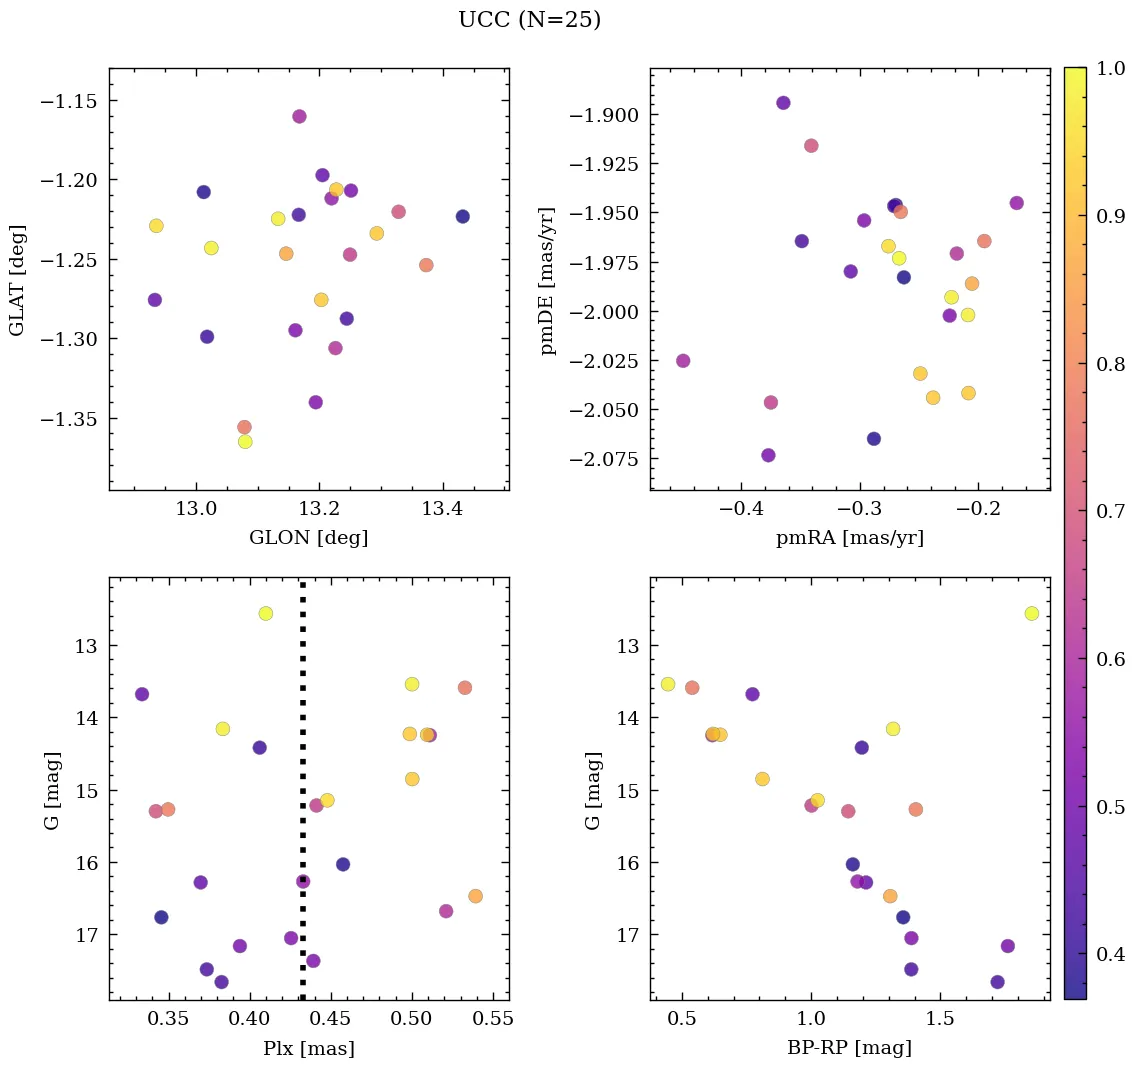 UCC (N=25)
−1.15
−1.20
−1.25
−1.30
−1.35
GLAT [deg]
13.0 13.2 13.4
GLON [deg]
−1.900
−1.925
−1.950
−1.975
−2.000
−2.025
−2.050
−2.075
pmDE [mas/yr]
−0.4 −0.3 −0.2
pmRA [mas/yr]
13
14
15
16
17
G [mag]
0.35 0.40 0.45 0.50 0.55
Plx [mas]
13
14
15
16
17
G [mag]
0.5 1.0 1.5
BP-RP [mag]
1.0
0.9
0.8
0.7
0.6
0.5
0.4